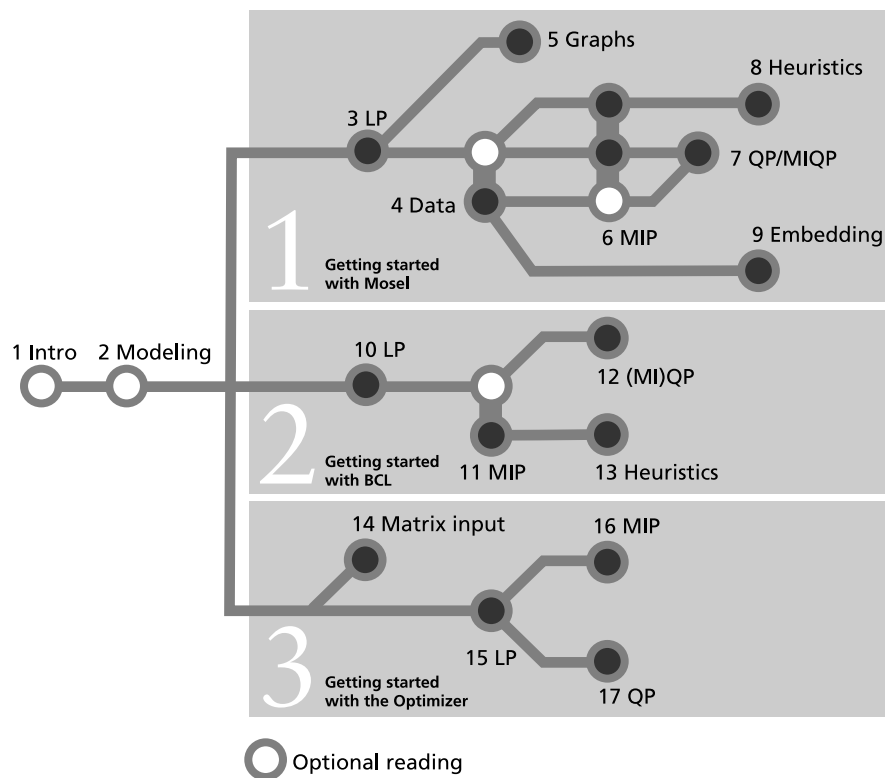 5 Graphs
8 Heuristics
3 LP
7 QP/MIQP
4 Data
6 MIP
9 Embedding
1
Getting started
with Mosel
1 Intro
2 Modeling
10 LP
12 (MI)QP
2
Getting started
with BCL
11 MIP
13 Heuristics
14 Matrix input
16 MIP
15 LP
3
Getting started
with the Optimizer
17 QP
Optional reading